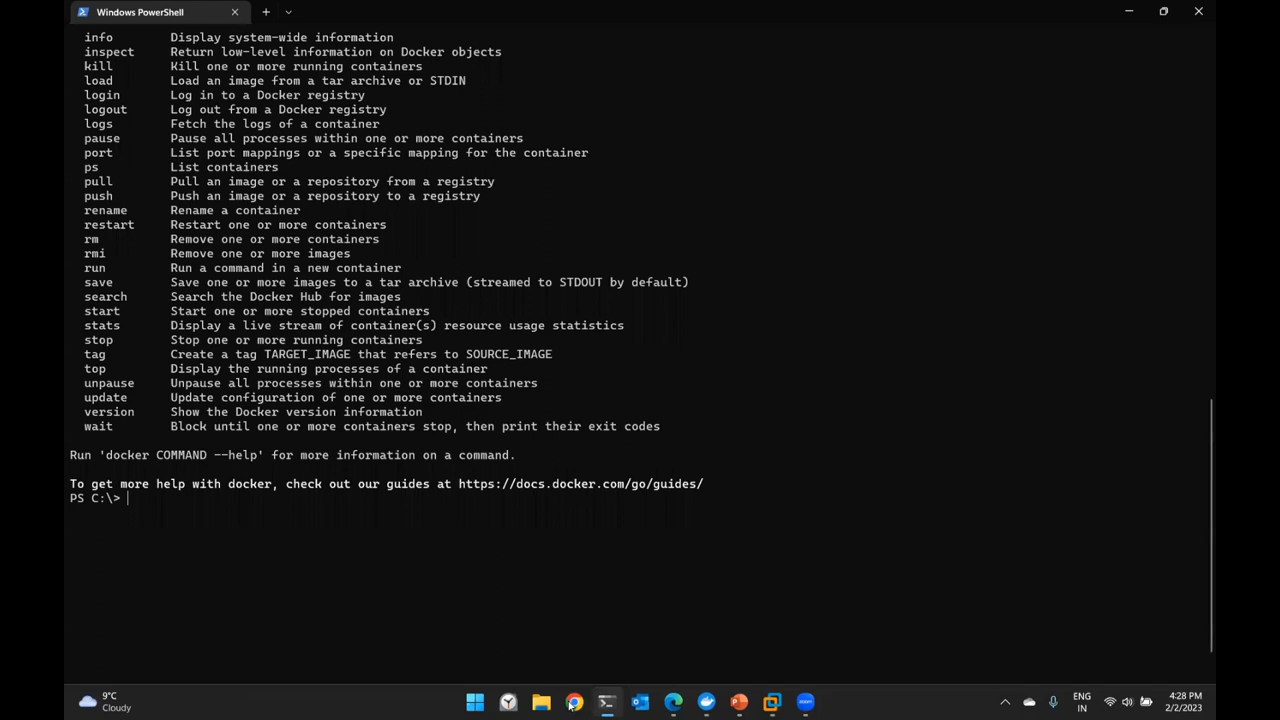 Windows PowerShell
info Display system-wide information
inspect Return low-level information on Docker objects
kill Kill one or more running containers
load Load an image from a tar archive or STDIN
login Log in to a Docker registry
logout Log out from a Docker registry
logs Fetch the logs of a container
pause Pause all processes within one or more containers
port List port mappings or a specific mapping for the container
ps List containers
pull Pull an image or a repository from a registry
push Push an image or a repository to a registry
rename Rename a container
restart Restart one or more containers
rm Remove one or more containers
rmi Remove one or more images
run Run a command in a new container
save Save one or more images to a tar archive (streamed to STDOUT by default)
search Search the Docker Hub for images
start Start one or more stopped containers
stats Display a live stream of container(s) resource usage statistics
stop Stop one or more running containers
tag Create a tag TARGET_IMAGE that refers to SOURCE_IMAGE
top Display the running processes of a container
unpause Unpause all processes within one or more containers
update Update configuration of one or more containers
version Show the Docker version information
wait Block until one or more containers stop, then print their exit codes
Run 'docker COMMAND --help' for more information on a command.
To get more help with docker, check out our guides at https://docs.docker.com/go/guides/
PS C:\>
9°C
Cloudy
ENG
IN
4:28 PM
2/2/2023